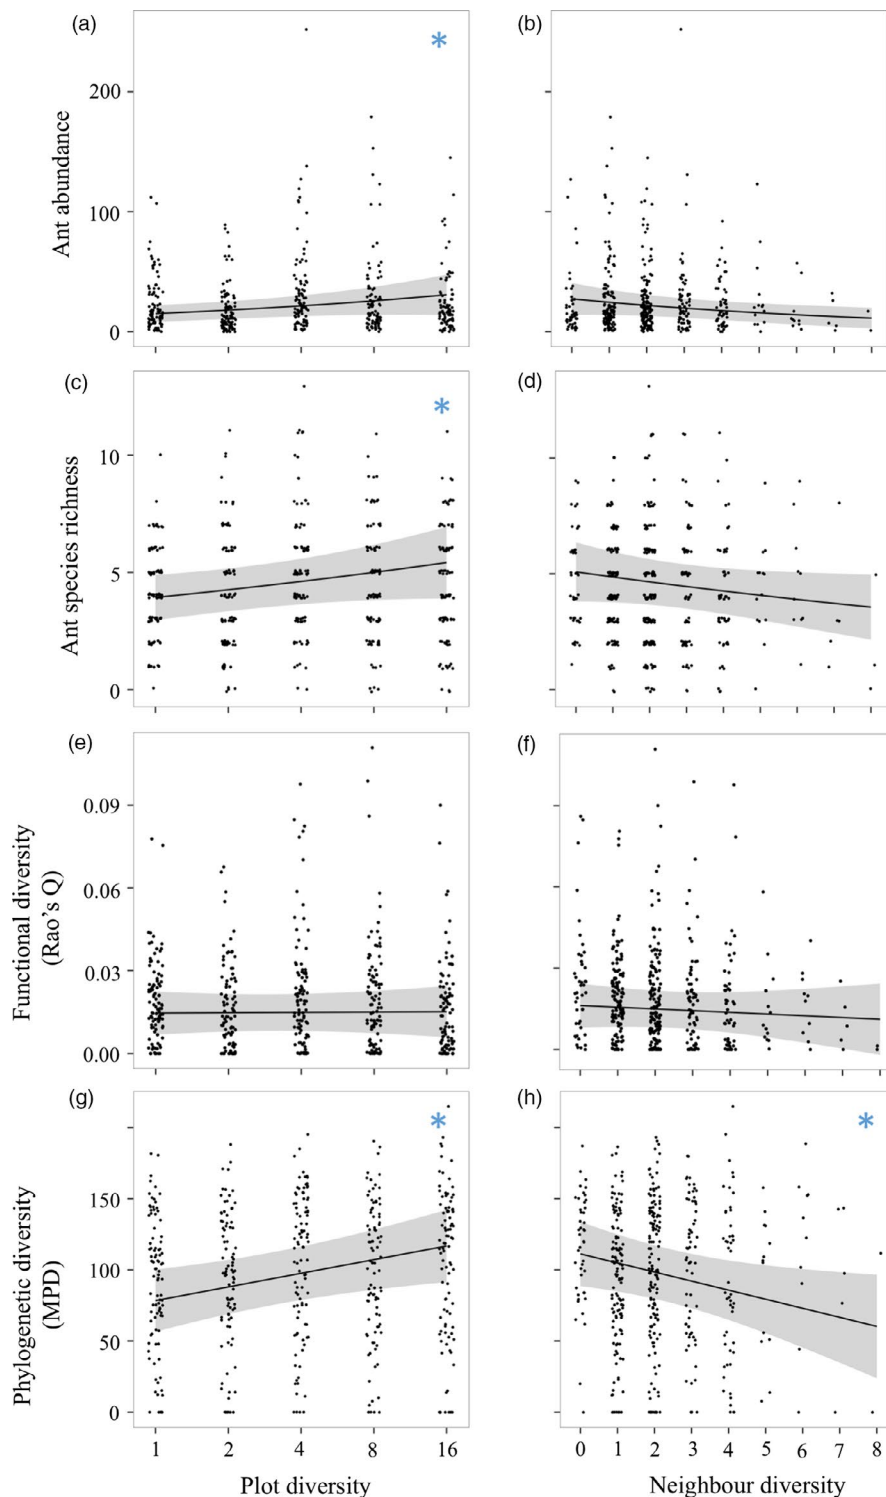 (a)
*
(b)
200
100
0
Ant abundance
(c)
*
(d)
10
5
0
Ant species richness
(e)
(f)
0.09
0.06
0.03
0.00
Functional diversity
(Rao's Q)
(g)
*
(h)
*
150
100
50
0
Phylogenetic diversity
(MPD)
1 2 4 8 16
0 1 2 3 4 5 6 7 8
Plot diversity
Neighbour diversity